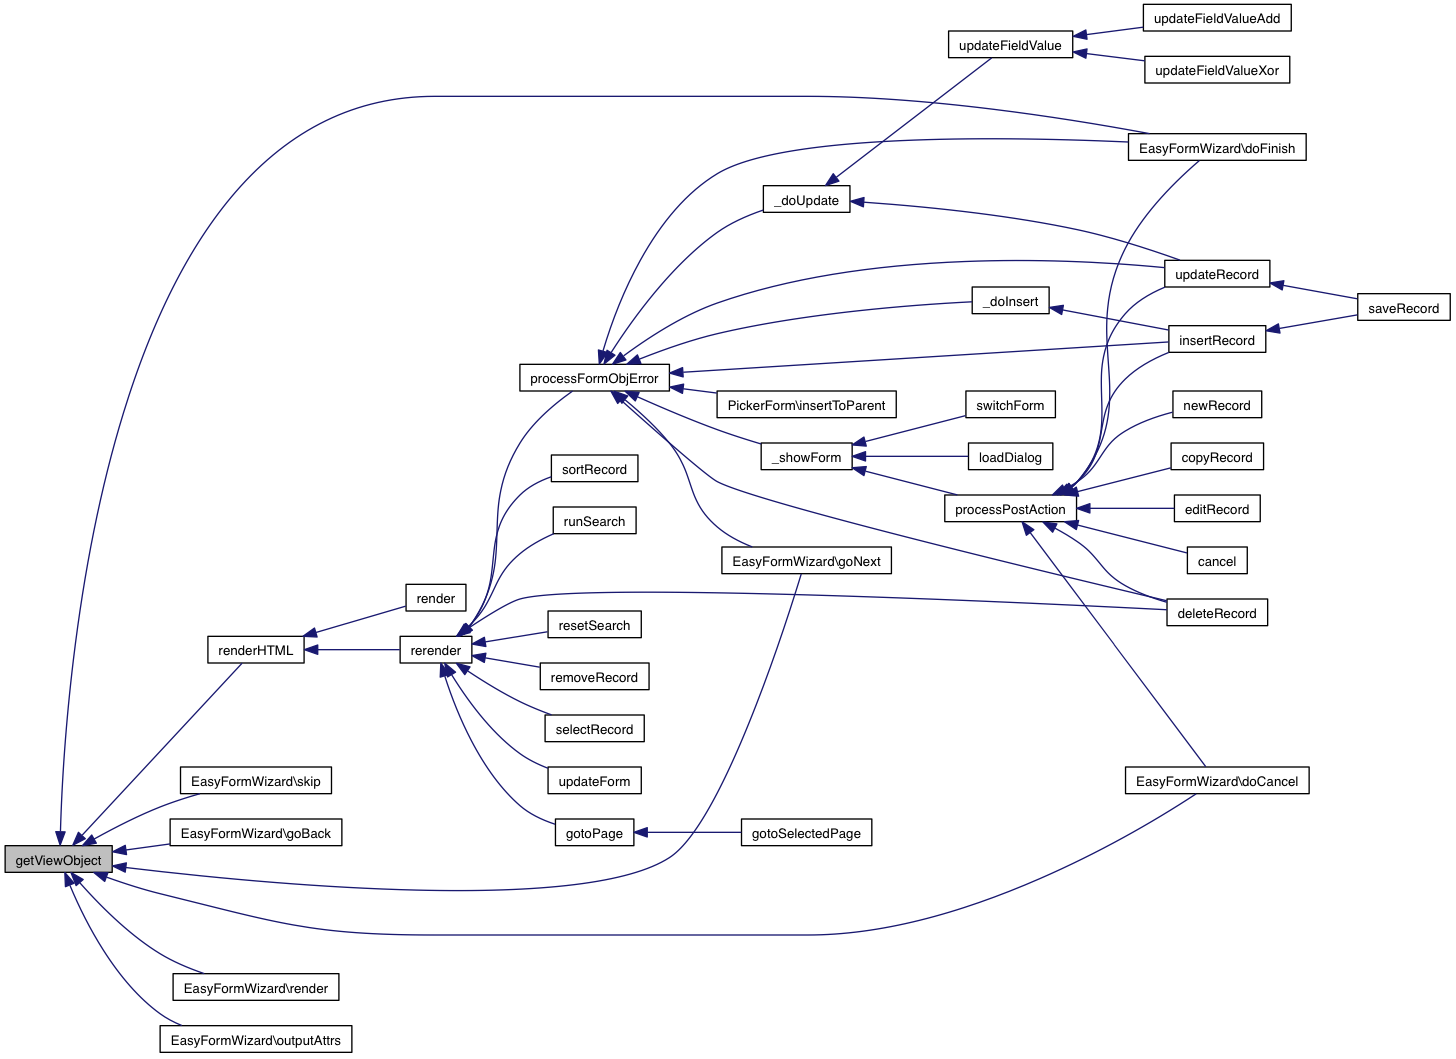 updateFieldValueAdd
updateFieldValue
updateFieldValueXor
EasyFormWizard\doFinish
_doUpdate
updateRecord
_doInsert
saveRecord
insertRecord
processFormObjError
PickerForm\insertToParent
switchForm
newRecord
_showForm
loadDialog
copyRecord
sortRecord
processPostAction
editRecord
runSearch
EasyFormWizard\goNext
cancel
render
deleteRecord
resetSearch
renderHTML
rerender
removeRecord
selectRecord
EasyFormWizard\skip
updateForm
EasyFormWizard\doCancel
EasyFormWizard\goBack
gotoPage
gotoSelectedPage
getViewObject
EasyFormWizard\render
EasyFormWizard\outputAttrs